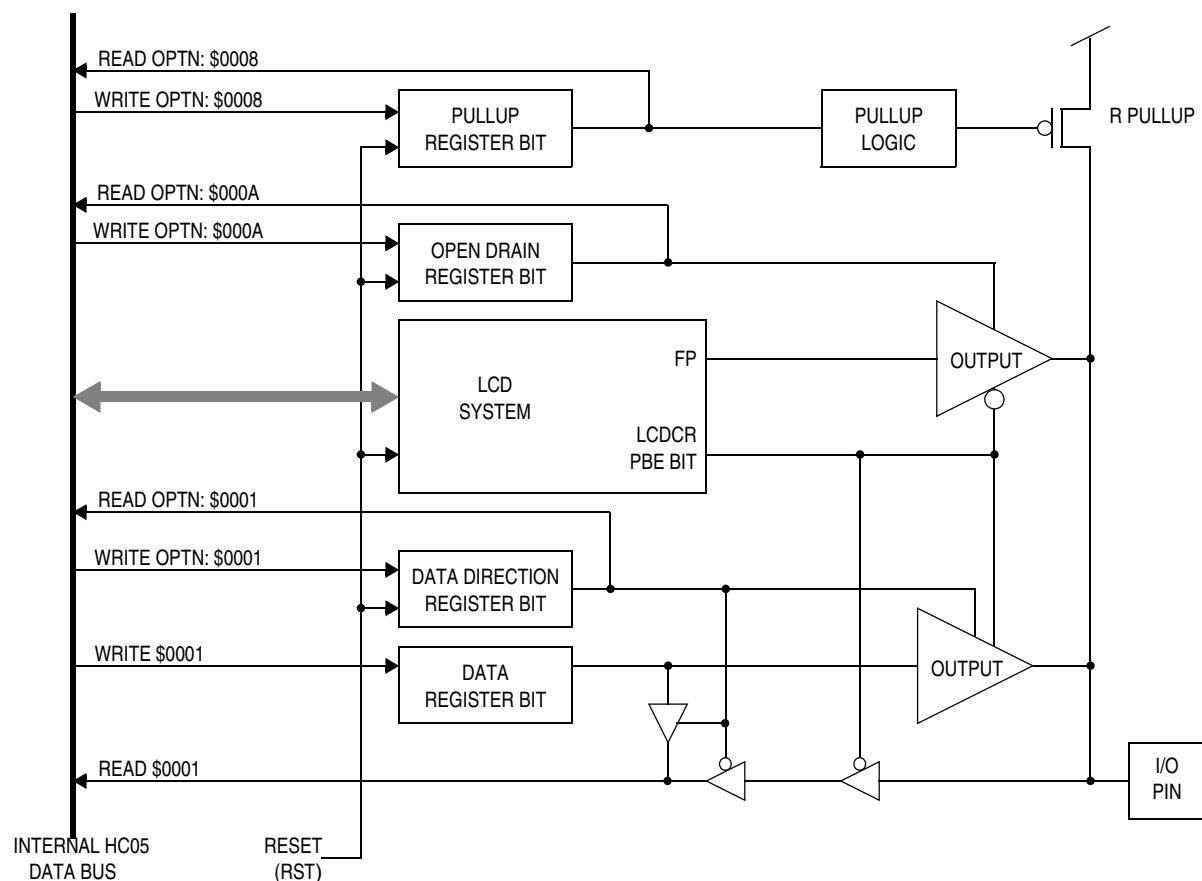 READ OPTN: $0008
WRITE OPTN: $0008
PULLUP
REGISTER BIT
PULLUP
LOGIC
R PULLUP
READ OPTN: $000A
WRITE OPTN: $000A
OPEN DRAIN
REGISTER BIT
LCD
SYSTEM
FP
LCDCR
PBE BIT
OUTPUT
READ OPTN: $0001
WRITE OPTN: $0001
DATA DIRECTION
REGISTER BIT
WRITE $0001
DATA
REGISTER BIT
OUTPUT
READ $0001
I/O
PIN
INTERNAL HC05
DATA BUS
RESET
(RST)